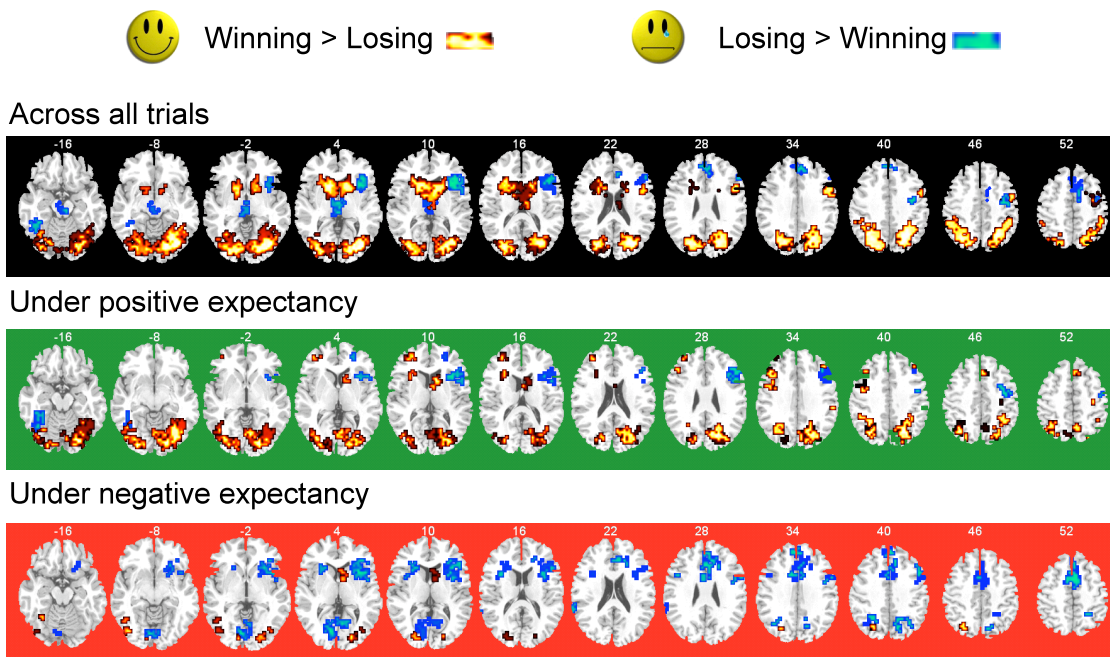 Winning > Losing
Losing > Winning
Across all trials
-16 -8 -2 4 10 16 22 28 34 40 46 52
Under positive expectancy
-16 -8 -2 4 10 16 22 28 34 40 46 52
Under negative expectancy
-16 -8 -2 4 10 16 22 28 34 40 46 52